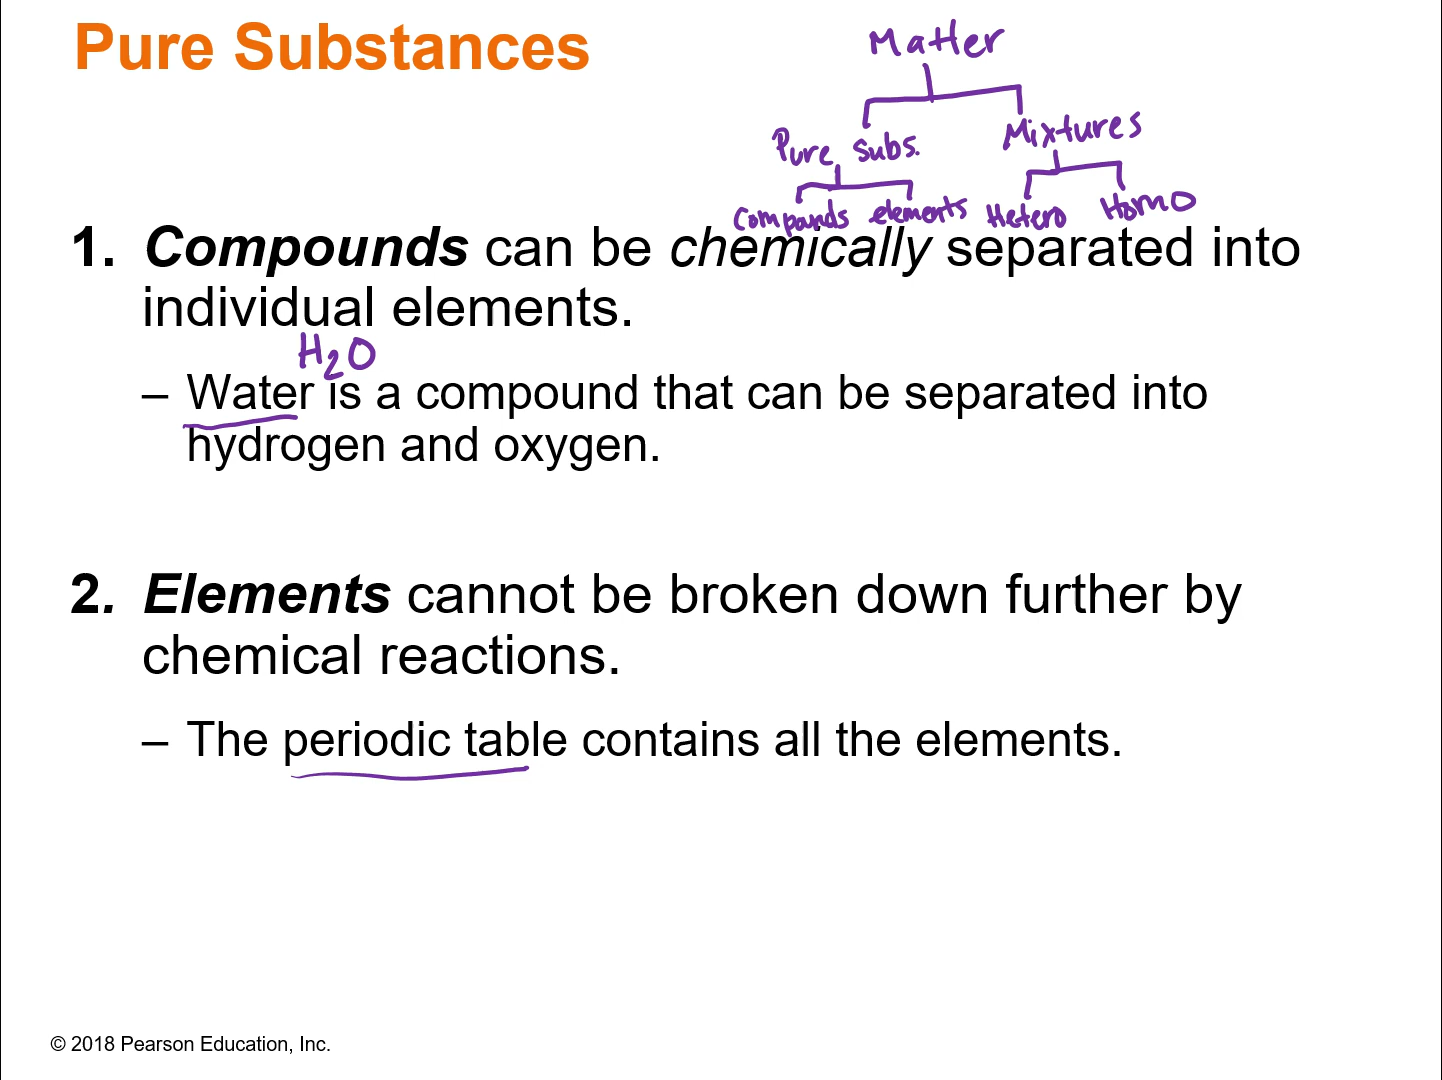 Pure Substances
Matter
Pure Subs. Mixtures
Compounds elements Hetero Homo
1. Compounds can be chemically separated into
individual elements.
H2O
– Water is a compound that can be separated into
hydrogen and oxygen.
2. Elements cannot be broken down further by
chemical reactions.
– The periodic table contains all the elements.
© 2018 Pearson Education, Inc.